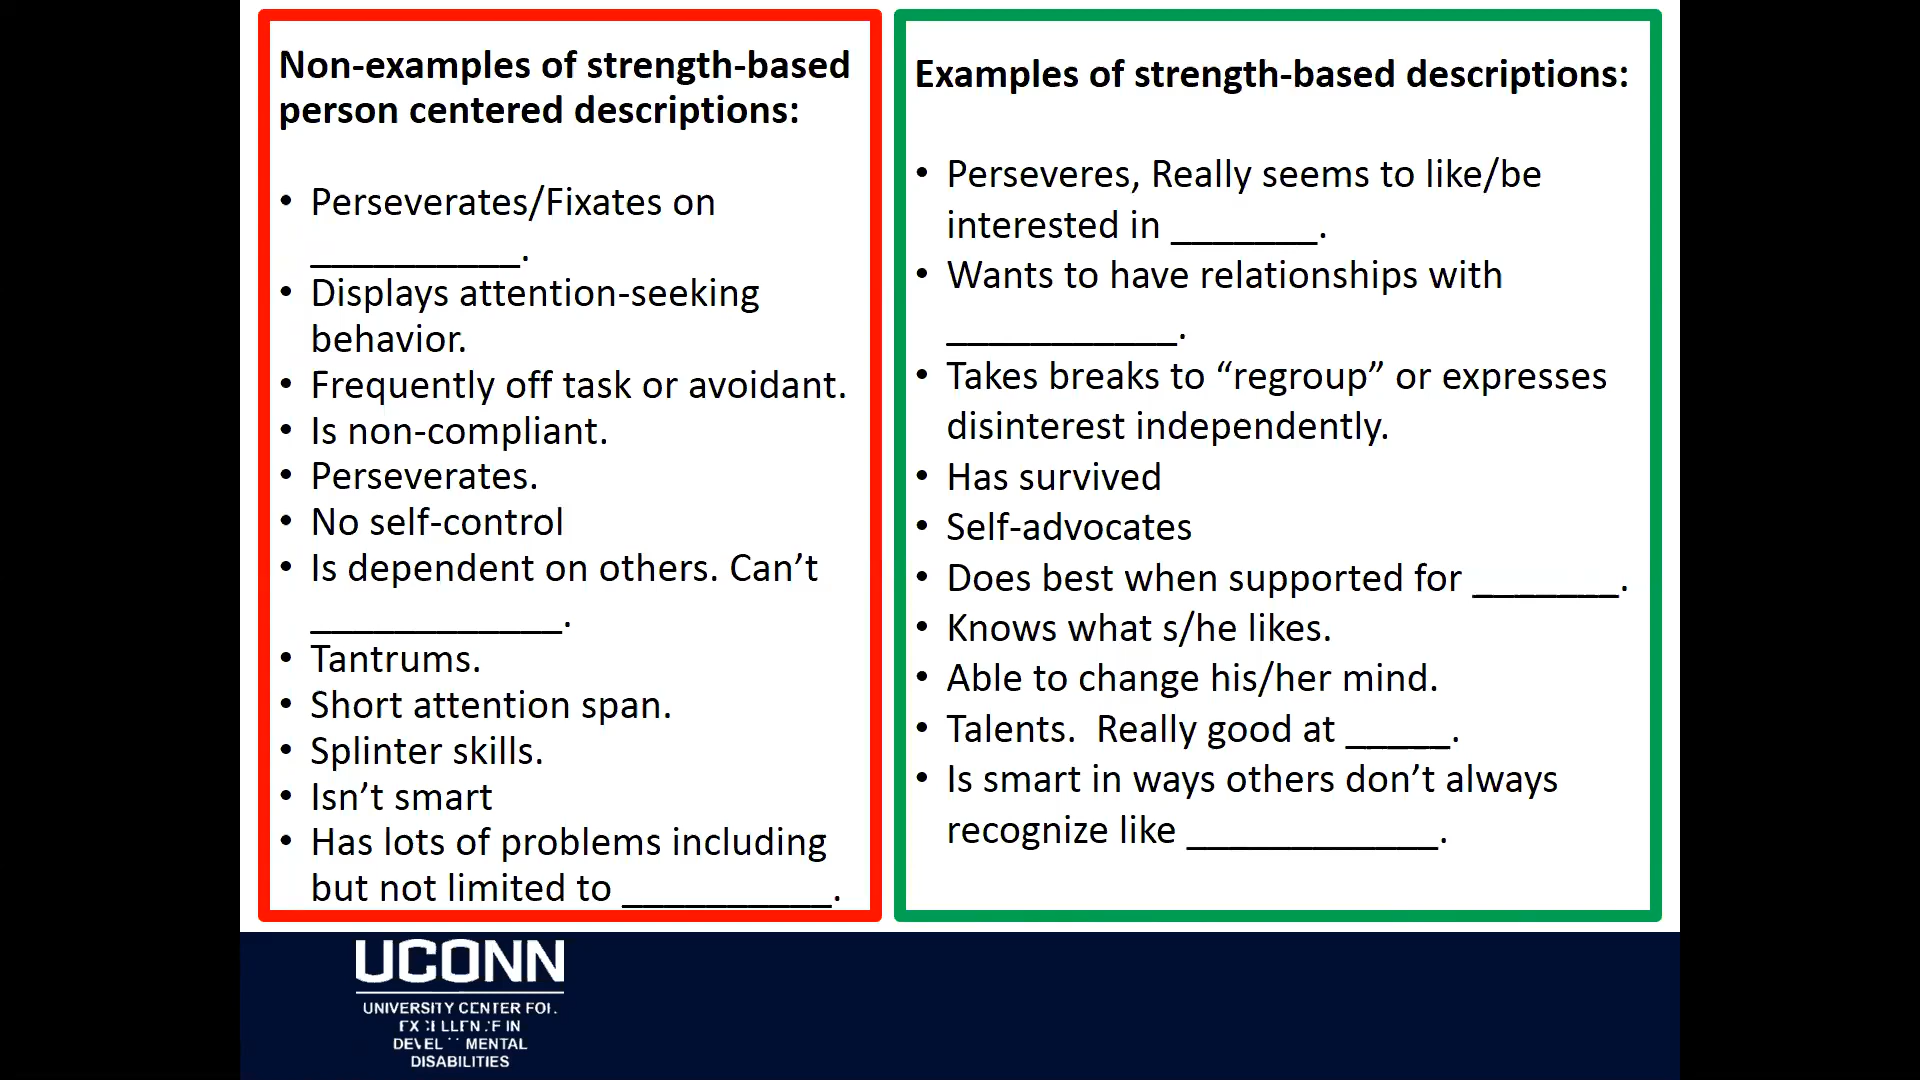 Non-examples of strength-based
person centered descriptions:
• Perseverates/Fixates on
__________.
• Displays attention-seeking
behavior.
• Frequently off task or avoidant.
• Is non-compliant.
• Perseverates.
• No self-control
• Is dependent on others. Can’t
____________.
• Tantrums.
• Short attention span.
• Splinter skills.
• Isn’t smart
• Has lots of problems including
but not limited to __________.
Examples of strength-based descriptions:
• Perseveres, Really seems to like/be
interested in _______.
• Wants to have relationships with
___________.
• Takes breaks to “regroup” or expresses
disinterest independently.
• Has survived
• Self-advocates
• Does best when supported for _______.
• Knows what s/he likes.
• Able to change his/her mind.
• Talents.  Really good at _____.
• Is smart in ways others don’t always
recognize like ____________.
UCONN
UNIVERSITY CENTER FOR
EXCELLENCE IN
MENTAL
DISABILITIES